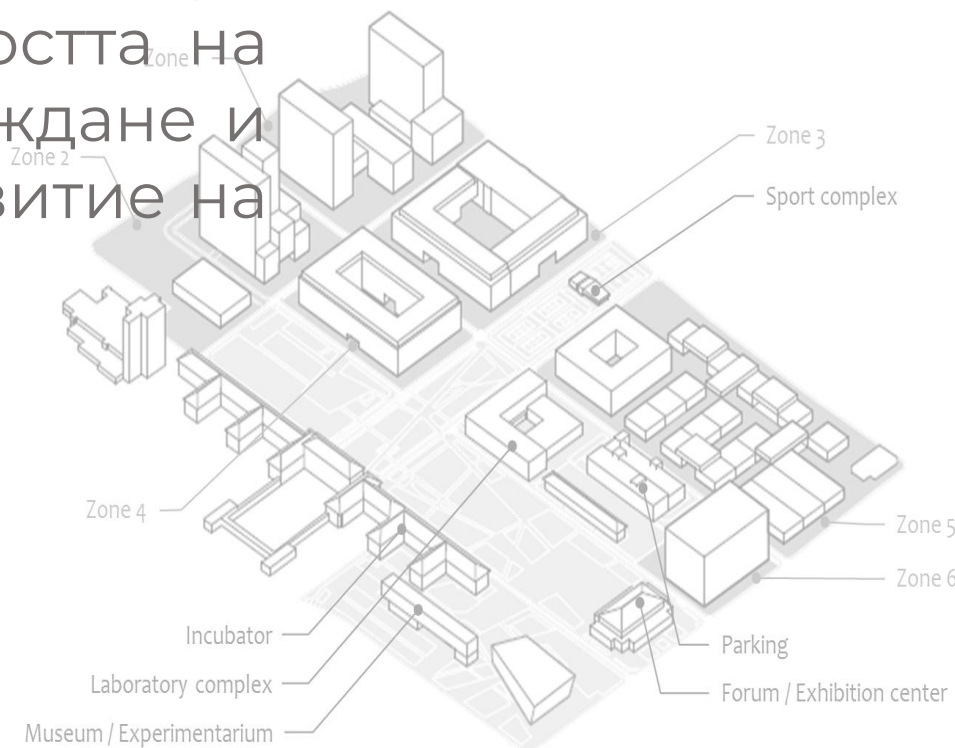 остта на
ждане и
витие на
Zone
Zone 2
Zone 3
Sport complex
Zone 4
Zone 5
Zone 6
Incubator
Laboratory complex
Museum / Experimentarium
Parking
Forum / Exhibition center